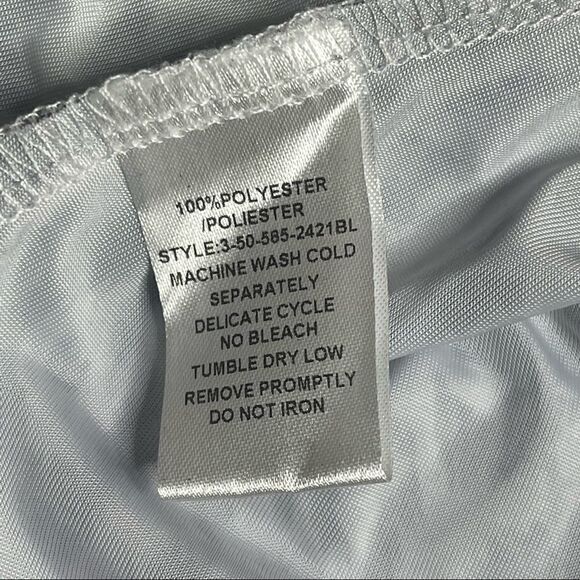 100%POLYESTER
/POLIESTER
STYLE:3-50-585-2421BL
MACHINE WASH COLD
SEPARATELY
DELICATE CYCLE
NO BLEACH
TUMBLE DRY LOW
REMOVE PROMPTLY
DO NOT IRON